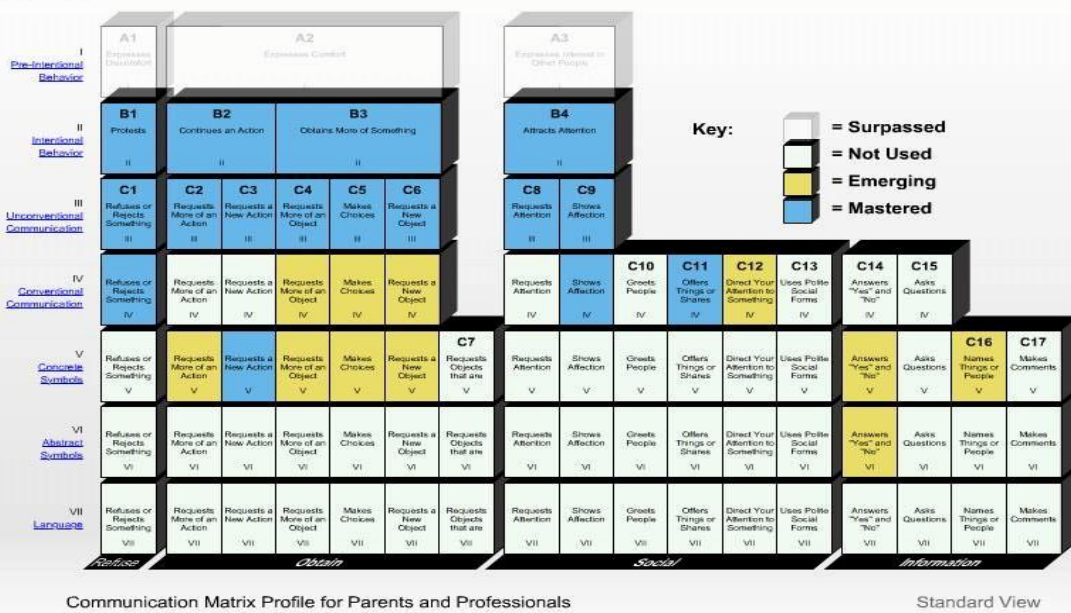 A1 A2 A3
Expresses Discomfort
Expresses Comfort
Expresses Interest in Other People
I
Pre-Intentional
Behavior
B1 B2 B3 B4
Protests Continues an Action Obtains More of Something Attracts Attention
II II II II
II
Intentional
Behavior
Key:
= Surpassed
= Not Used
= Emerging
= Mastered
III
Unconventional
Communication
C1 C2 C3 C4 C5 C6 C8 C9
Refuses or Rejects Something Requests More of an Action Requests a New Action Requests More of an Object Makes Choices Requests a New Object Requests Attention Shows Affection
III III III III III III III III
IV
Conventional
Communication
C10 C11 C12 C13 C14 C15
Refuses or Rejects Something Requests More of an Action Requests a New Action Requests More of an Object Makes Choices Requests a New Object Requests Attention Shows Affection Greets People Offers Things or Shares Direct Your Attention to Something Uses Polite Social Forms Answers "Yes" and "No" Asks Questions
IV IV IV IV IV IV IV IV IV IV IV IV IV IV
V
Concrete
Symbols
C7 C16 C17
Refuses or Rejects Something Requests More of an Action Requests a New Action Requests More of an Object Makes Choices Requests a New Object Requests Objects that are Requests Attention Shows Affection Greets People Offers Things or Shares Direct Your Attention to Something Uses Polite Social Forms Answers "Yes" and "No" Asks Questions Names Things or People Makes Comments
V V V V V V V V V V V V V V V V V
VI
Abstract
Symbols
Refuses or Rejects Something Requests More of an Action Requests a New Action Requests More of an Object Makes Choices Requests a New Object Requests Objects that are Requests Attention Shows Affection Greets People Offers Things or Shares Direct Your Attention to Something Uses Polite Social Forms Answers "Yes" and "No" Asks Questions Names Things or People Makes Comments
VI VI VI VI VI VI VI VI VI VI VI VI VI VI VI VI VI
VII
Language
Refuses or Rejects Something Requests More of an Action Requests a New Action Requests More of an Object Makes Choices Requests a New Object Requests Objects that are Requests Attention Shows Affection Greets People Offers Things or Shares Direct Your Attention to Something Uses Polite Social Forms Answers "Yes" and "No" Asks Questions Names Things or People Makes Comments
VII VII VII VII VII VII VII VII VII VII VII VII VII VII VII VII VII
Refuse Obtain Social Information
Communication Matrix Profile for Parents and Professionals Standard View